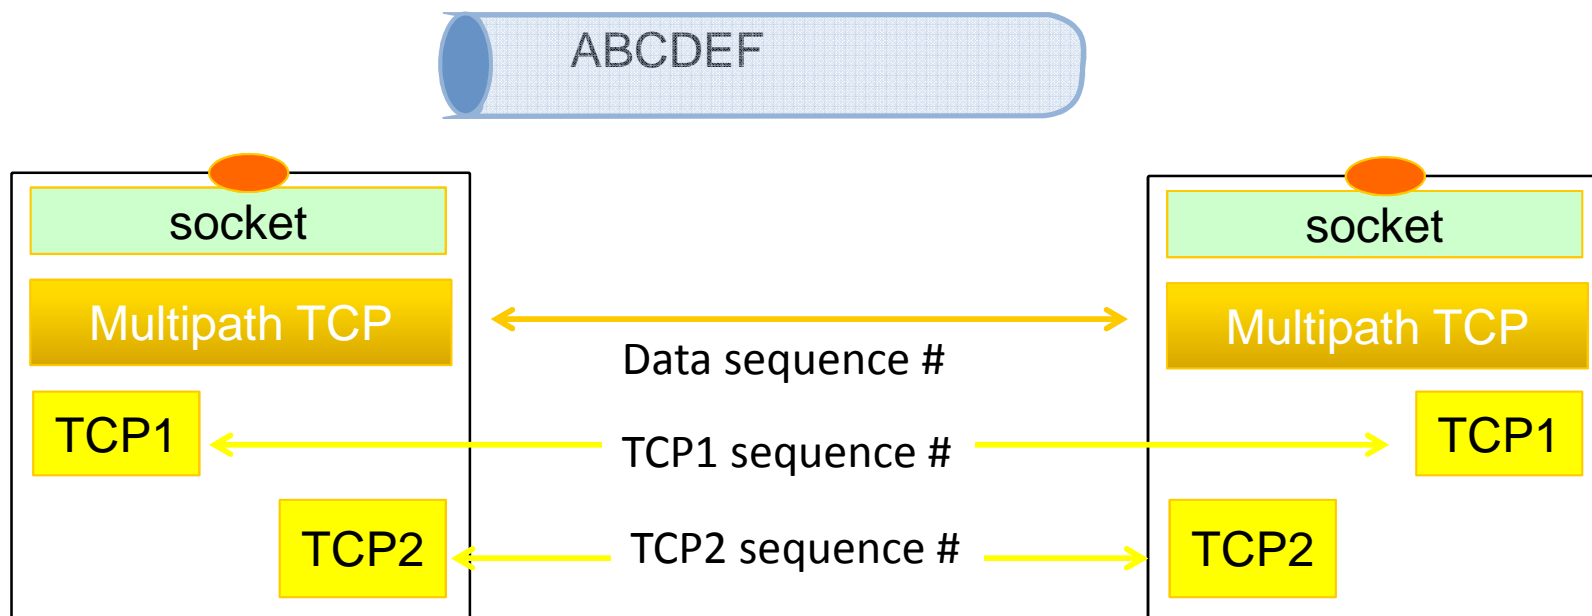 ABCDEF
socket
socket
Multipath TCP
Multipath TCP
Data sequence #
TCP1
TCP1 sequence #
TCP1
TCP2
TCP2 sequence #
TCP2